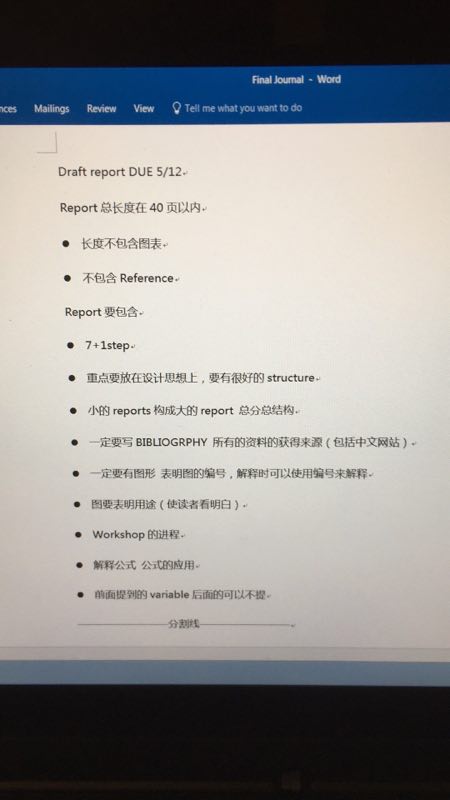 Final Journal - Word
nces Mailings Review View Tell me what you want to do
Draft report DUE 5/12
Report 总长度在 40 页以内
● 长度不包含图表
● 不包含 Reference
Report 要包含
● 7+1step
● 重点要放在设计思想上，要有很好的 structure
● 小的 reports 构成大的 report 总分总结构
● 一定要写 BIBLIOGRPHY 所有的资料的获得来源（包括中文网站）
● 一定要有图形 表明图的编号，解释时可以使用编号来解释
● 图要表明用途（使读者看明白）
● Workshop 的进程
● 解释公式 公式的应用
● 前面提到的 variable 后面的可以不提
————————分割线————————